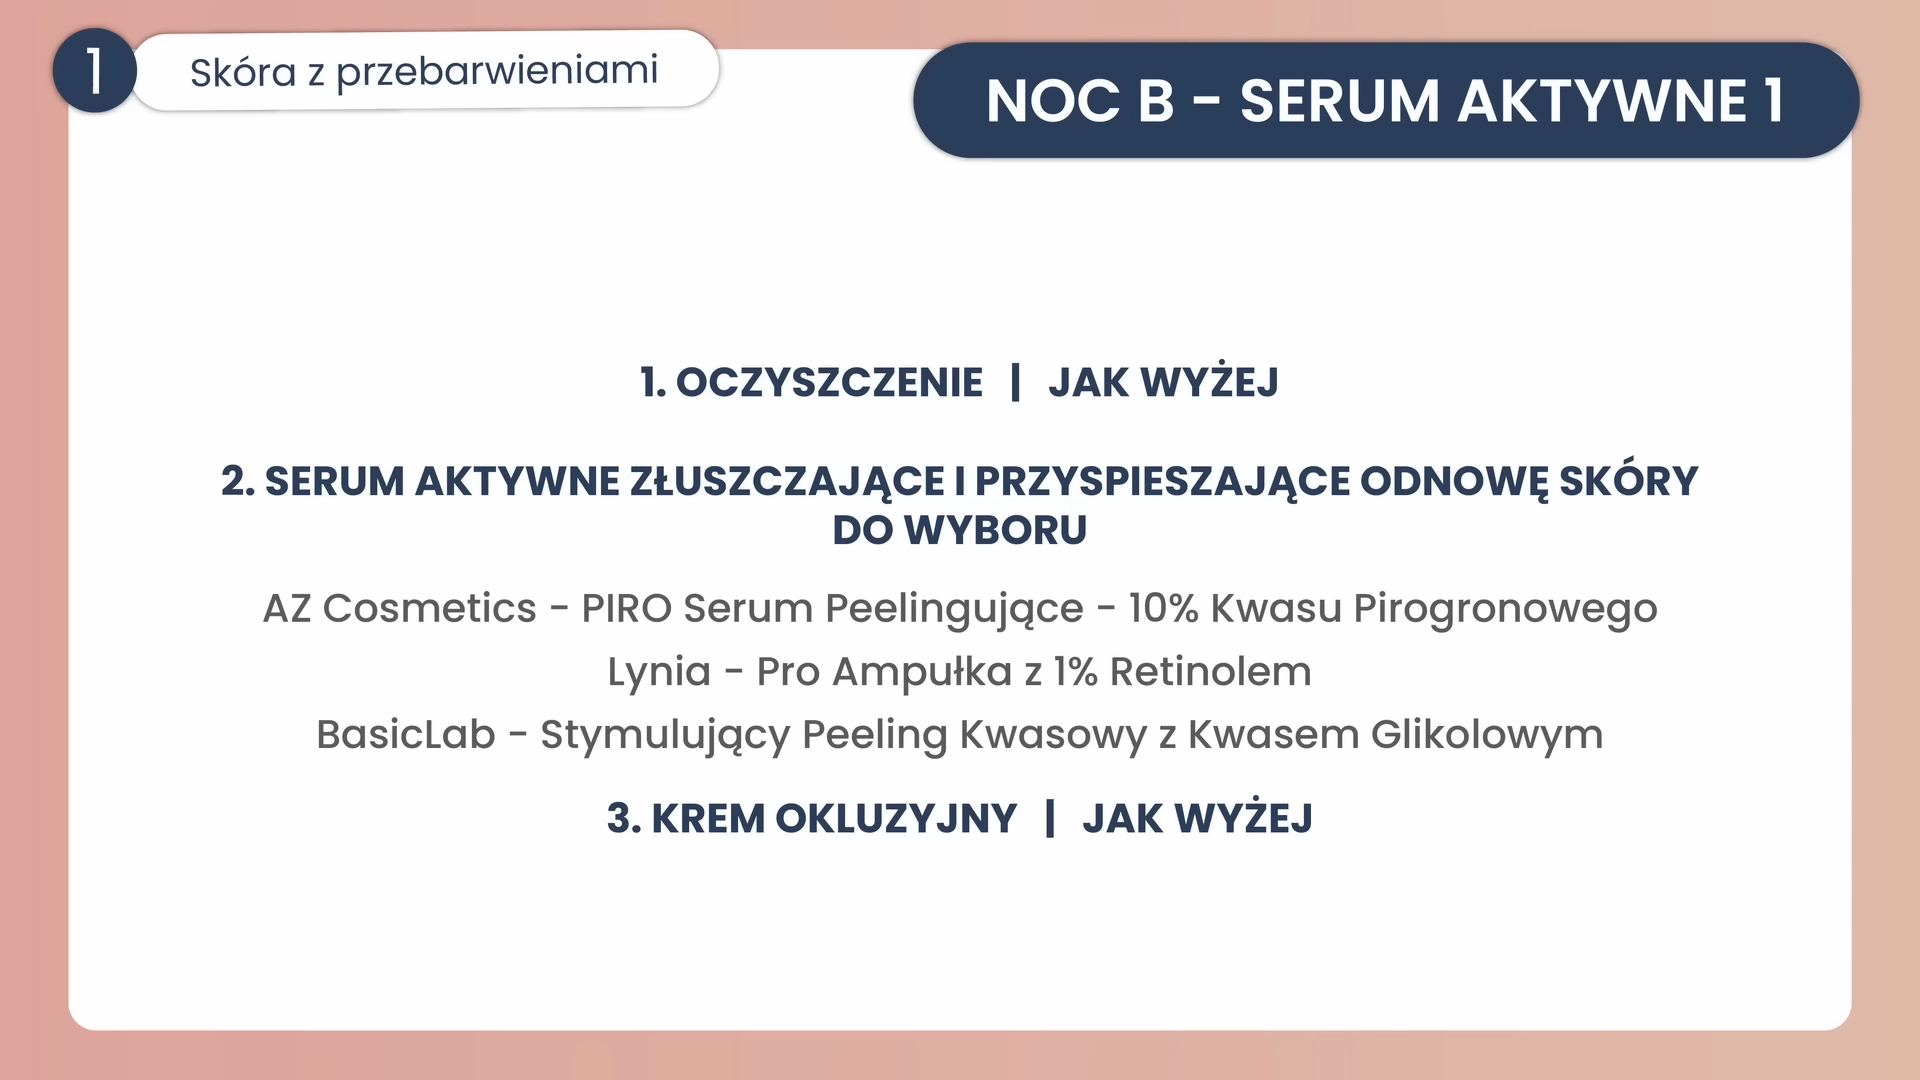 1
Skóra z przebarwieniami
NOC B - SERUM AKTYWNE 1
1. OCZYSZCZENIE | JAK WYŻEJ
2. SERUM AKTYWNE ZŁUSZCZAJĄCE I PRZYSPIESZAJĄCE ODNOWĘ SKÓRY
DO WYBORU
AZ Cosmetics - PIRO Serum Peelingujące - 10% Kwasu Pirogronowego
Lynia - Pro Ampułka z 1% Retinolem
BasicLab - Stymulujący Peeling Kwasowy z Kwasem Glikolowym
3. KREM OKLUZYJNY | JAK WYŻEJ